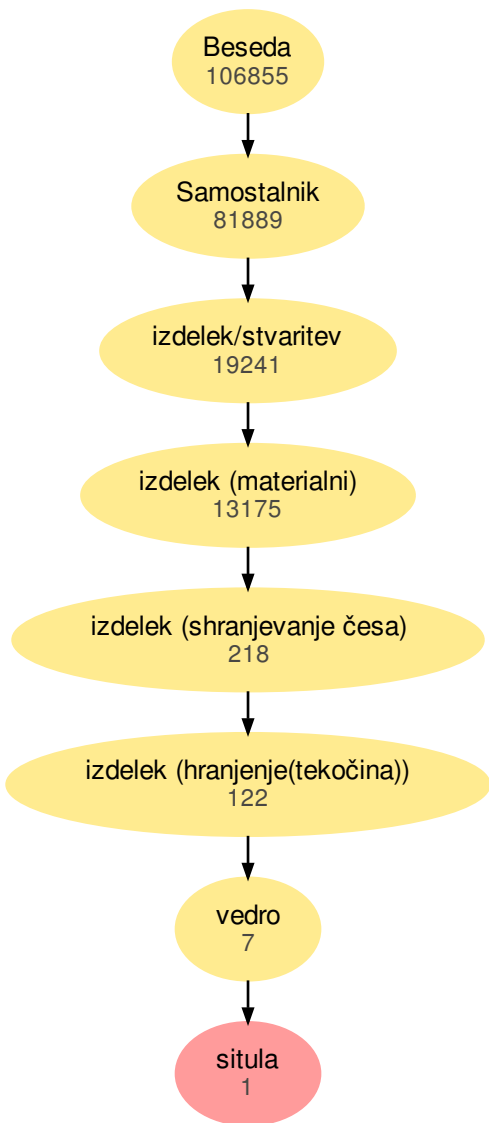 Beseda
106855
Samostalnik
81889
izdelek/stvaritev
19241
izdelek (materialni)
13175
izdelek (shranjevanje česa)
218
izdelek (hranjenje(tekočina))
122
vedro
7
situla
1